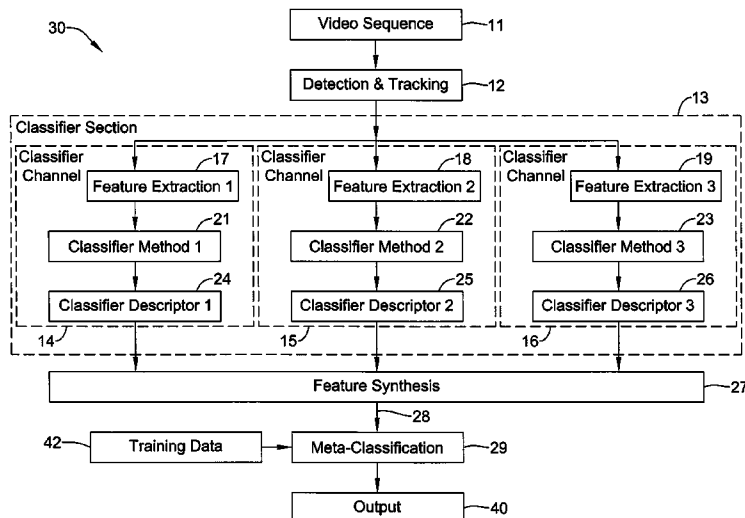 30
Video Sequence
11
Detection & Tracking
12
13
Classifier Section
Classifier
Channel
17
Feature Extraction 1
21
Classifier Method 1
24
Classifier Descriptor 1
14
Classifier
Channel
18
Feature Extraction 2
22
Classifier Method 2
25
Classifier Descriptor 2
15
Classifier
Channel
19
Feature Extraction 3
23
Classifier Method 3
26
Classifier Descriptor 3
16
Feature Synthesis
27
28
42
Training Data
Meta-Classification
29
Output
40